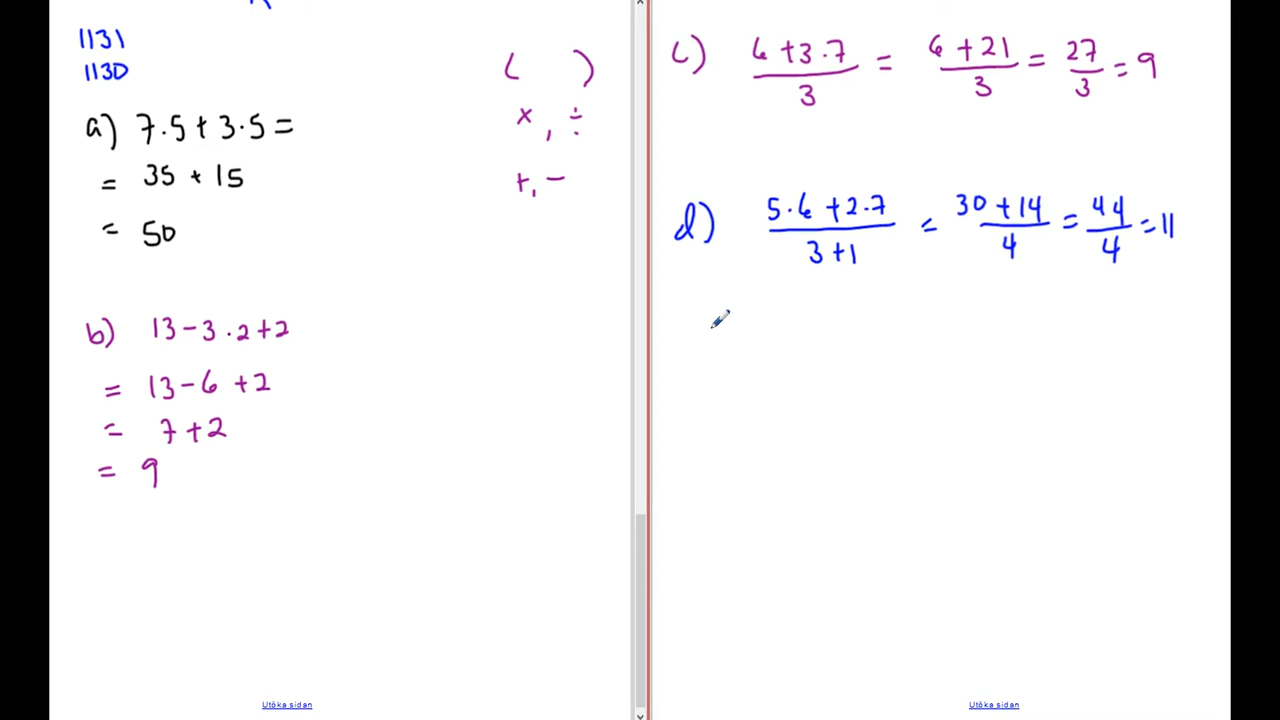 1131
1130
a) 7·5 + 3·5 =
= 35 + 15
= 50
( )
×, ÷
+, −
b) 13 − 3·2 + 2
= 13 − 6 + 2
= 7 + 2
= 9
Utöka sidan
c) (6 + 3·7)/3 = (6 + 21)/3 = 27/3 = 9
d) (5·6 + 2·7)/(3 + 1) = (30 + 14)/4 = 44/4 = 11
Utöka sidan